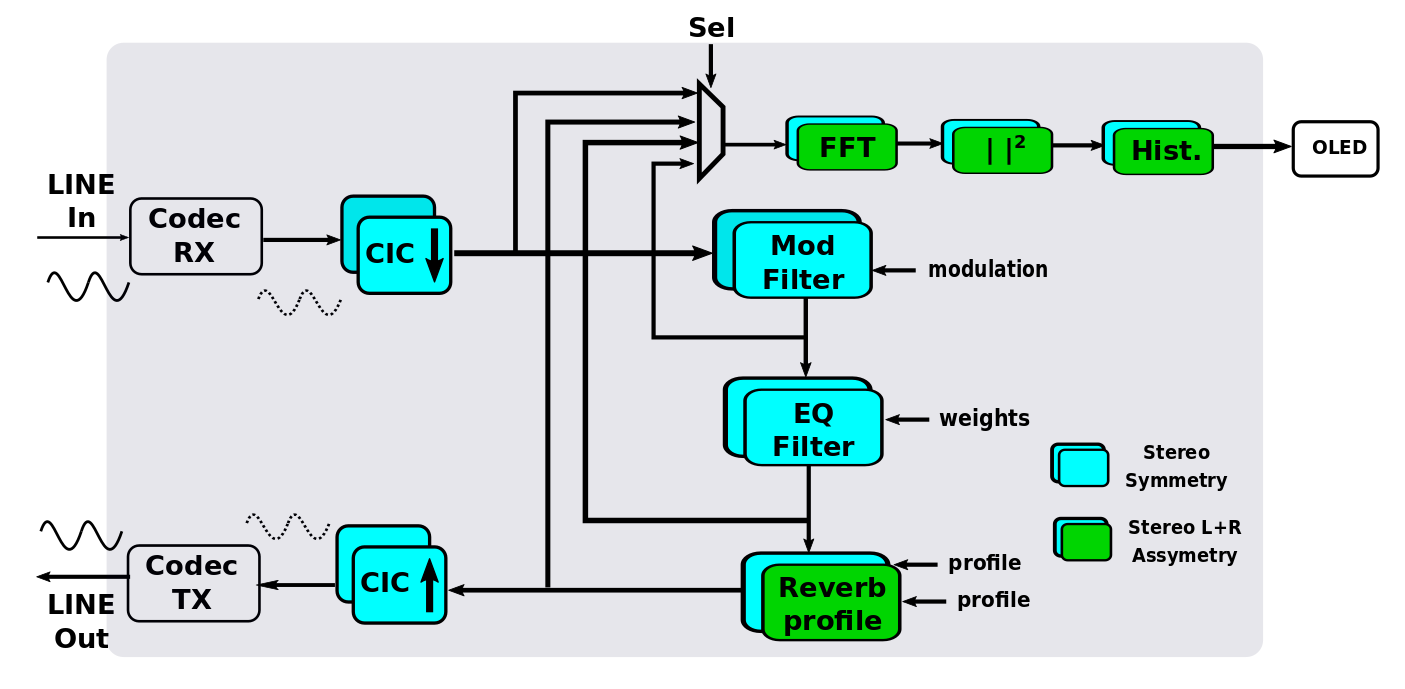 Sel
FFT
| |²
Hist.
OLED
LINE
In
Codec
RX
CIC
Mod
Filter
modulation
EQ
Filter
weights
Stereo
Symmetry
Stereo L+R
Assymetry
Codec
TX
CIC
Reverb
profile
profile
profile
LINE
Out